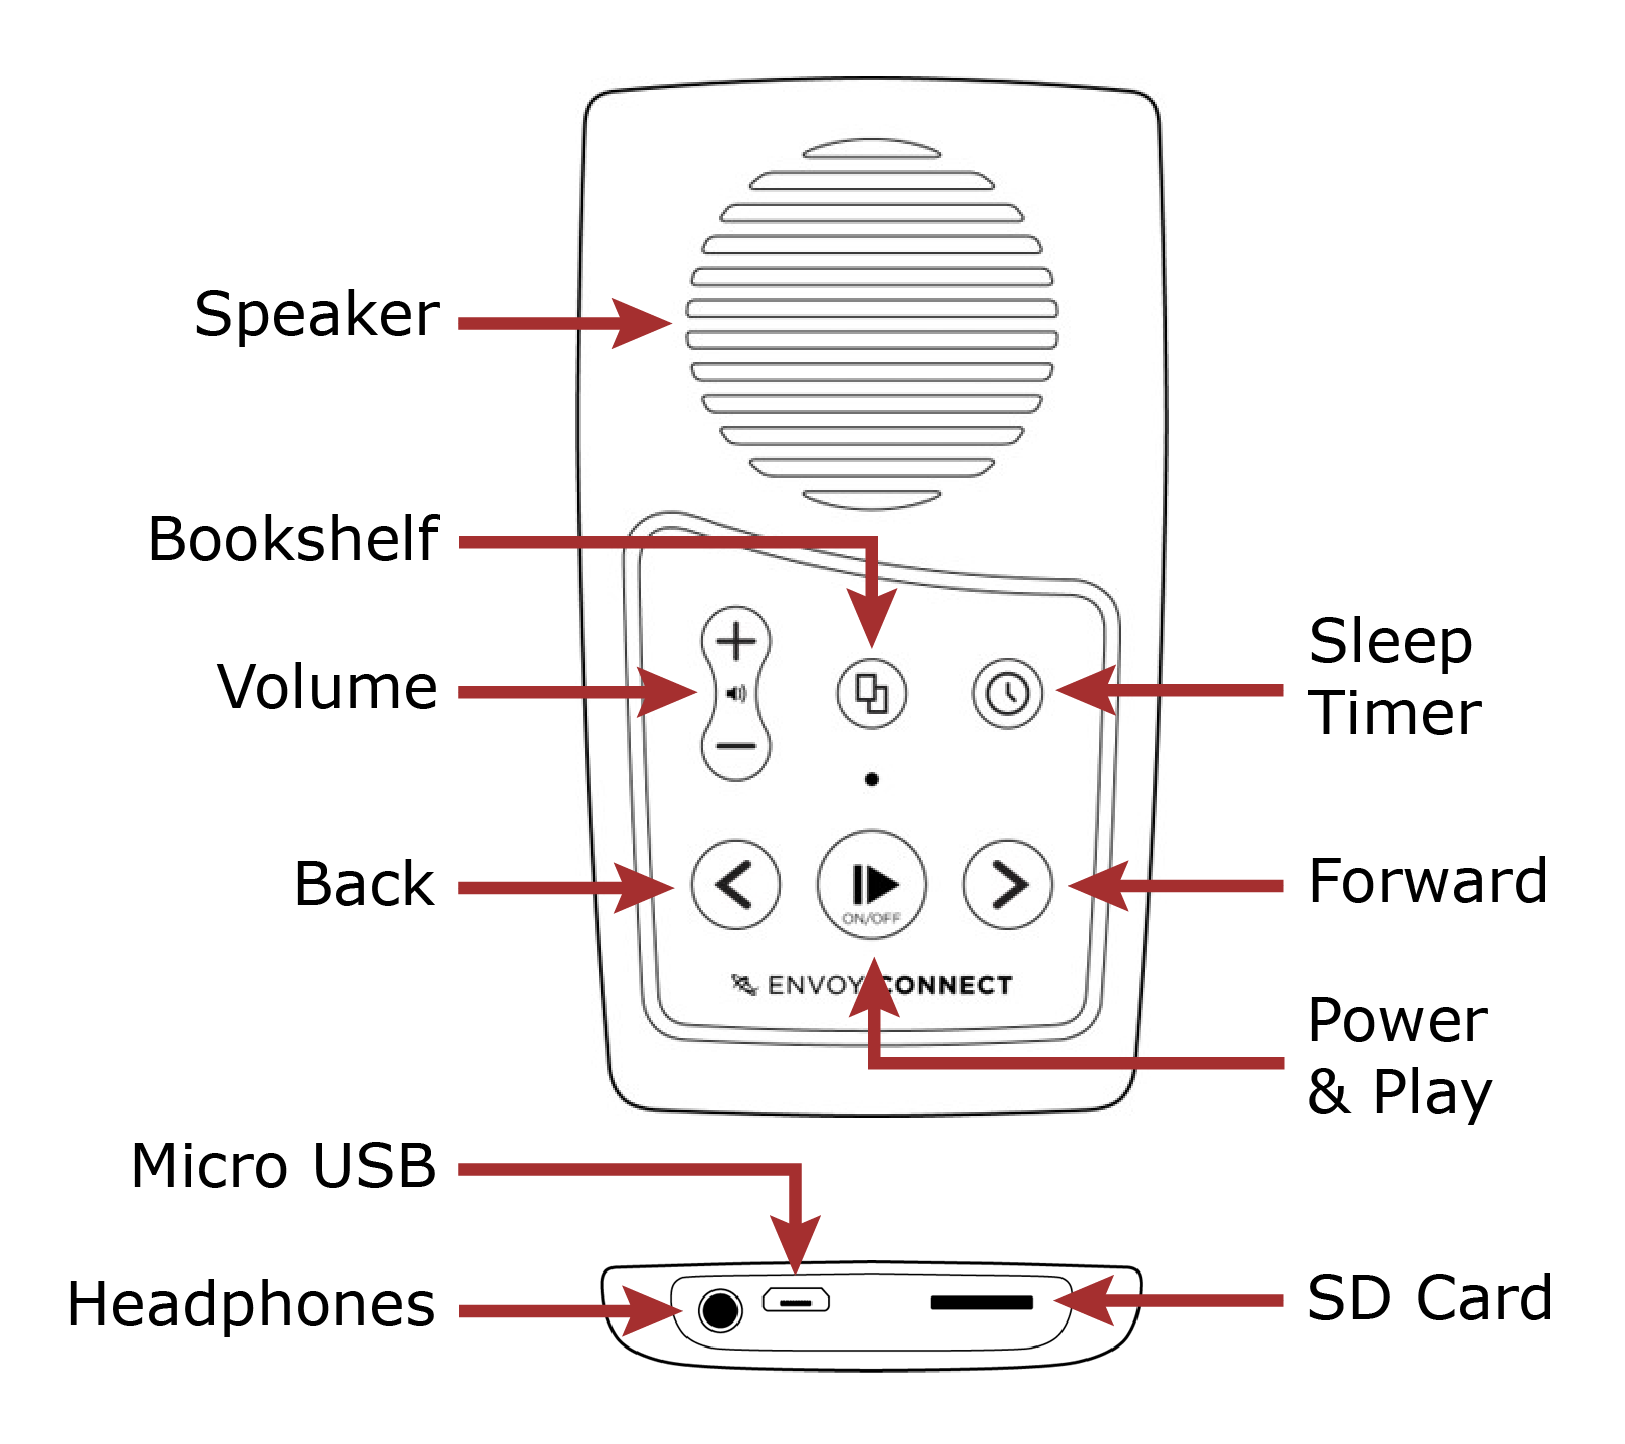 Speaker
Bookshelf
Volume
Sleep
Timer
Back
Forward
ON/OFF
ENVOY CONNECT
Power
& Play
Micro USB
Headphones
SD Card